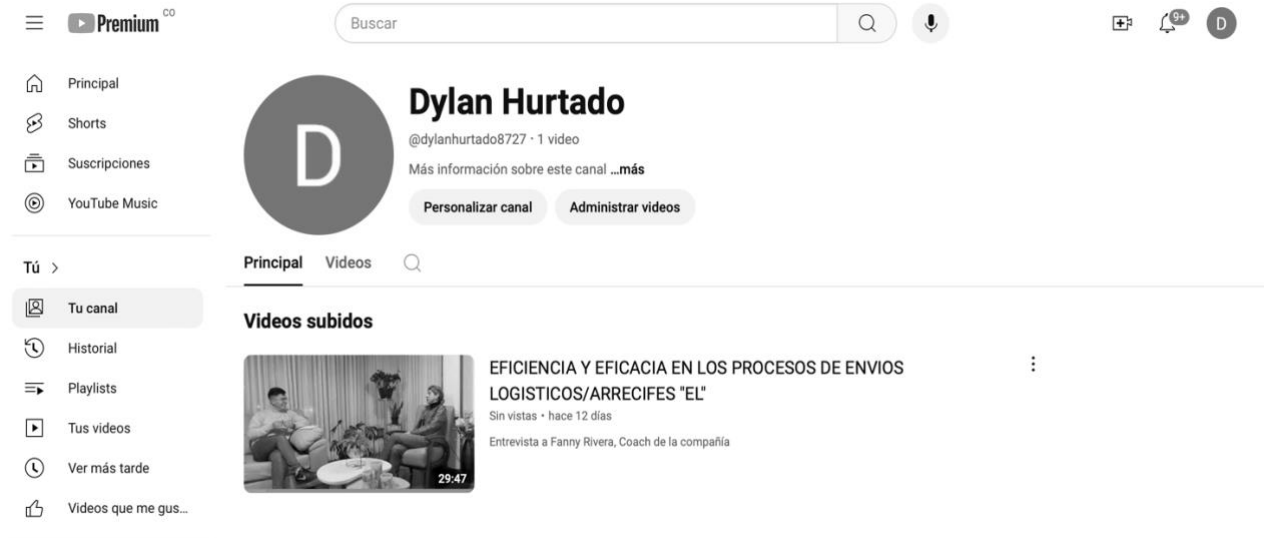 Premium CO
Buscar
9+
D
Principal
Shorts
Suscripciones
YouTube Music
Tú >
Tu canal
Historial
Playlists
Tus videos
Ver más tarde
Videos que me gus...
D
Dylan Hurtado
@dylanhurtado8727 · 1 video
Más información sobre este canal ...más
Personalizar canal
Administrar videos
Principal
Videos
Videos subidos
29:47
EFICIENCIA Y EFICACIA EN LOS PROCESOS DE ENVIOS
LOGISTICOS/ARRECIFES "EL"
Sin vistas • hace 12 días
Entrevista a Fanny Rivera, Coach de la compañía